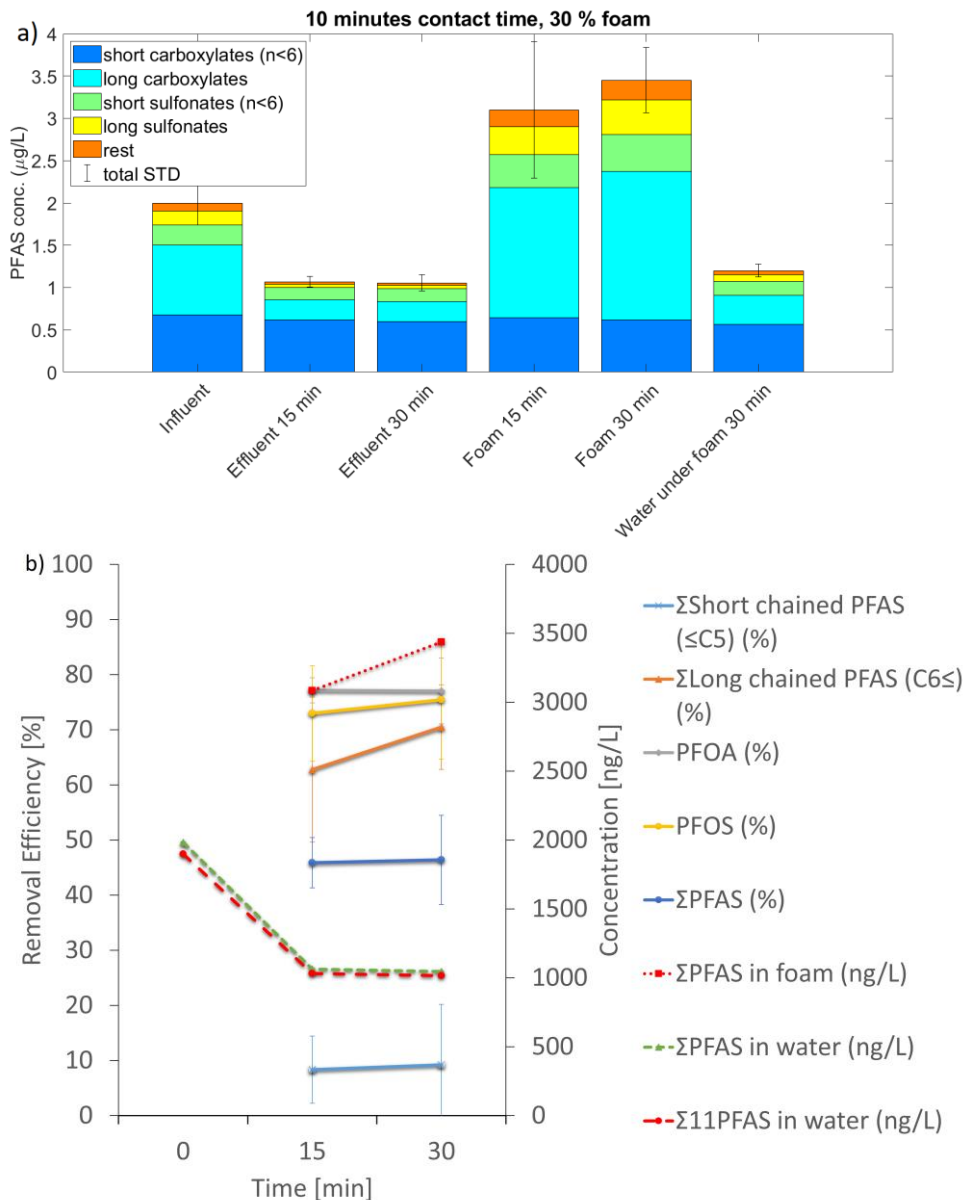 10 minutes contact time, 30 % foam
a)
4
3.5
3
2.5
2
1.5
1
0.5
0
PFAS conc. (μg/L)
short carboxylates (n<6)
long carboxylates
short sulfonates (n<6)
long sulfonates
rest
total STD
Influent
Effluent 15 min
Effluent 30 min
Foam 15 min
Foam 30 min
Water under foam 30 min
b)
100
90
80
70
60
50
40
30
20
10
0
Removal Efficiency [%]
0
15
30
Time [min]
4000
3500
3000
2500
2000
1500
1000
500
0
Concentration [ng/L]
ΣShort chained PFAS
(≤C5) (%)
ΣLong chained PFAS (C6≤)
(%)
PFOA (%)
PFOS (%)
ΣPFAS (%)
ΣPFAS in foam (ng/L)
ΣPFAS in water (ng/L)
Σ11PFAS in water (ng/L)